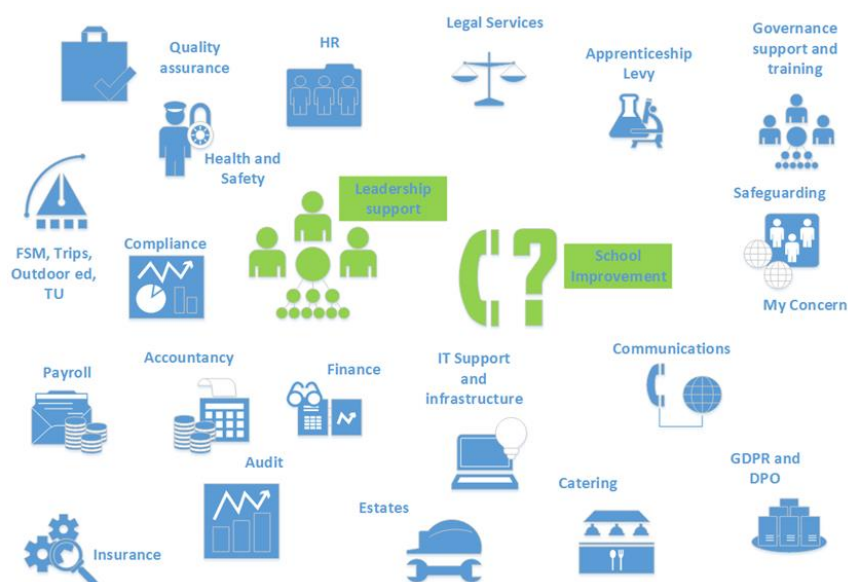 Quality
assurance
HR
Legal Services
Apprenticeship
Levy
Governance
support and
training
Health and
Safety
Leadership
support
Safeguarding
FSM, Trips,
Outdoor ed,
TU
Compliance
School
Improvement
My Concern
Payroll
Accountancy
Finance
IT Support
and
infrastructure
Communications
Audit
Estates
Catering
GDPR and
DPO
Insurance